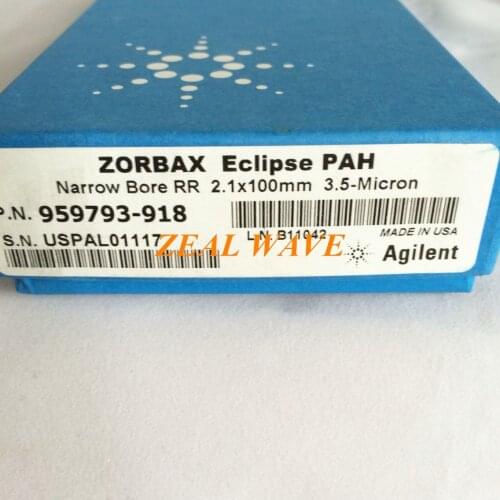 ZORBAX Eclipse PAH
Narrow Bore RR 2.1x100mm 3.5-Micron
P.N. 959793-918
S.N. USPAL01117
L.N. B11042
MADE IN USA
Agilent
ZEAL WAVE